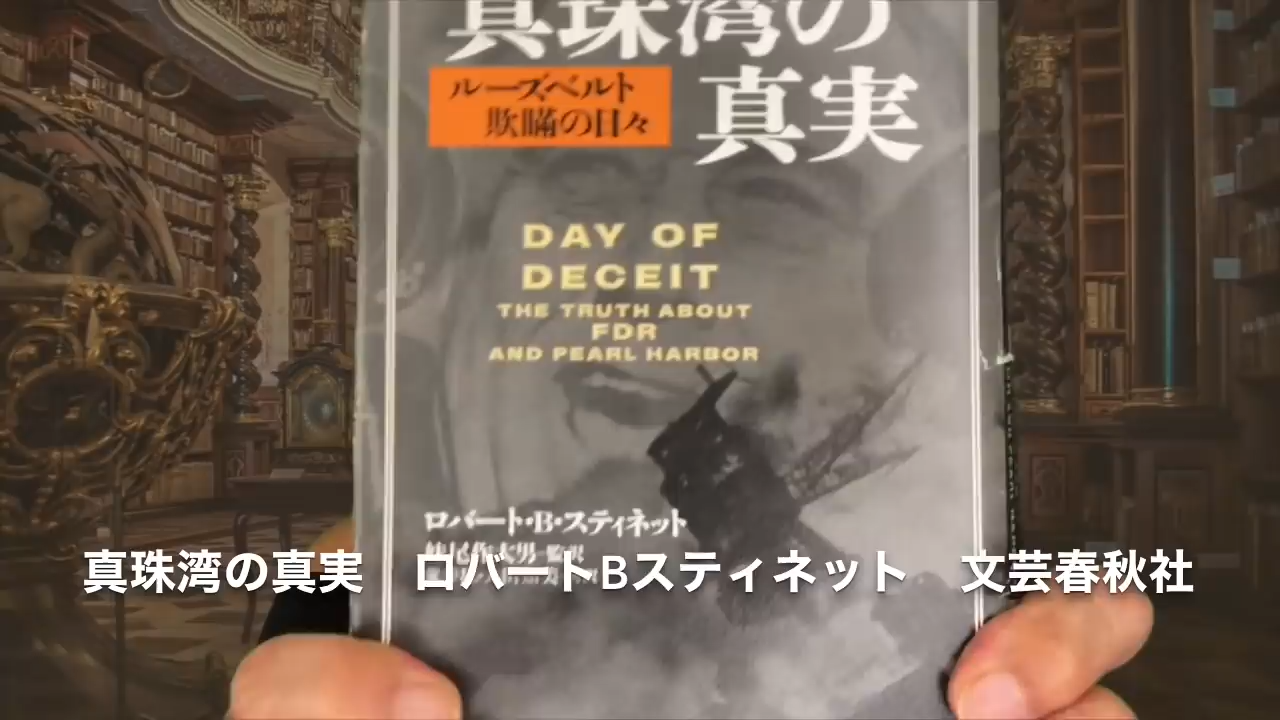 真珠湾の
真実
ルーズベルト
欺瞞の日々
DAY OF
DECEIT
THE TRUTH ABOUT
FDR
AND PEARL HARBOR
ロバート・B・スティネット
真珠湾の真実 ロバートBスティネット 文芸春秋社